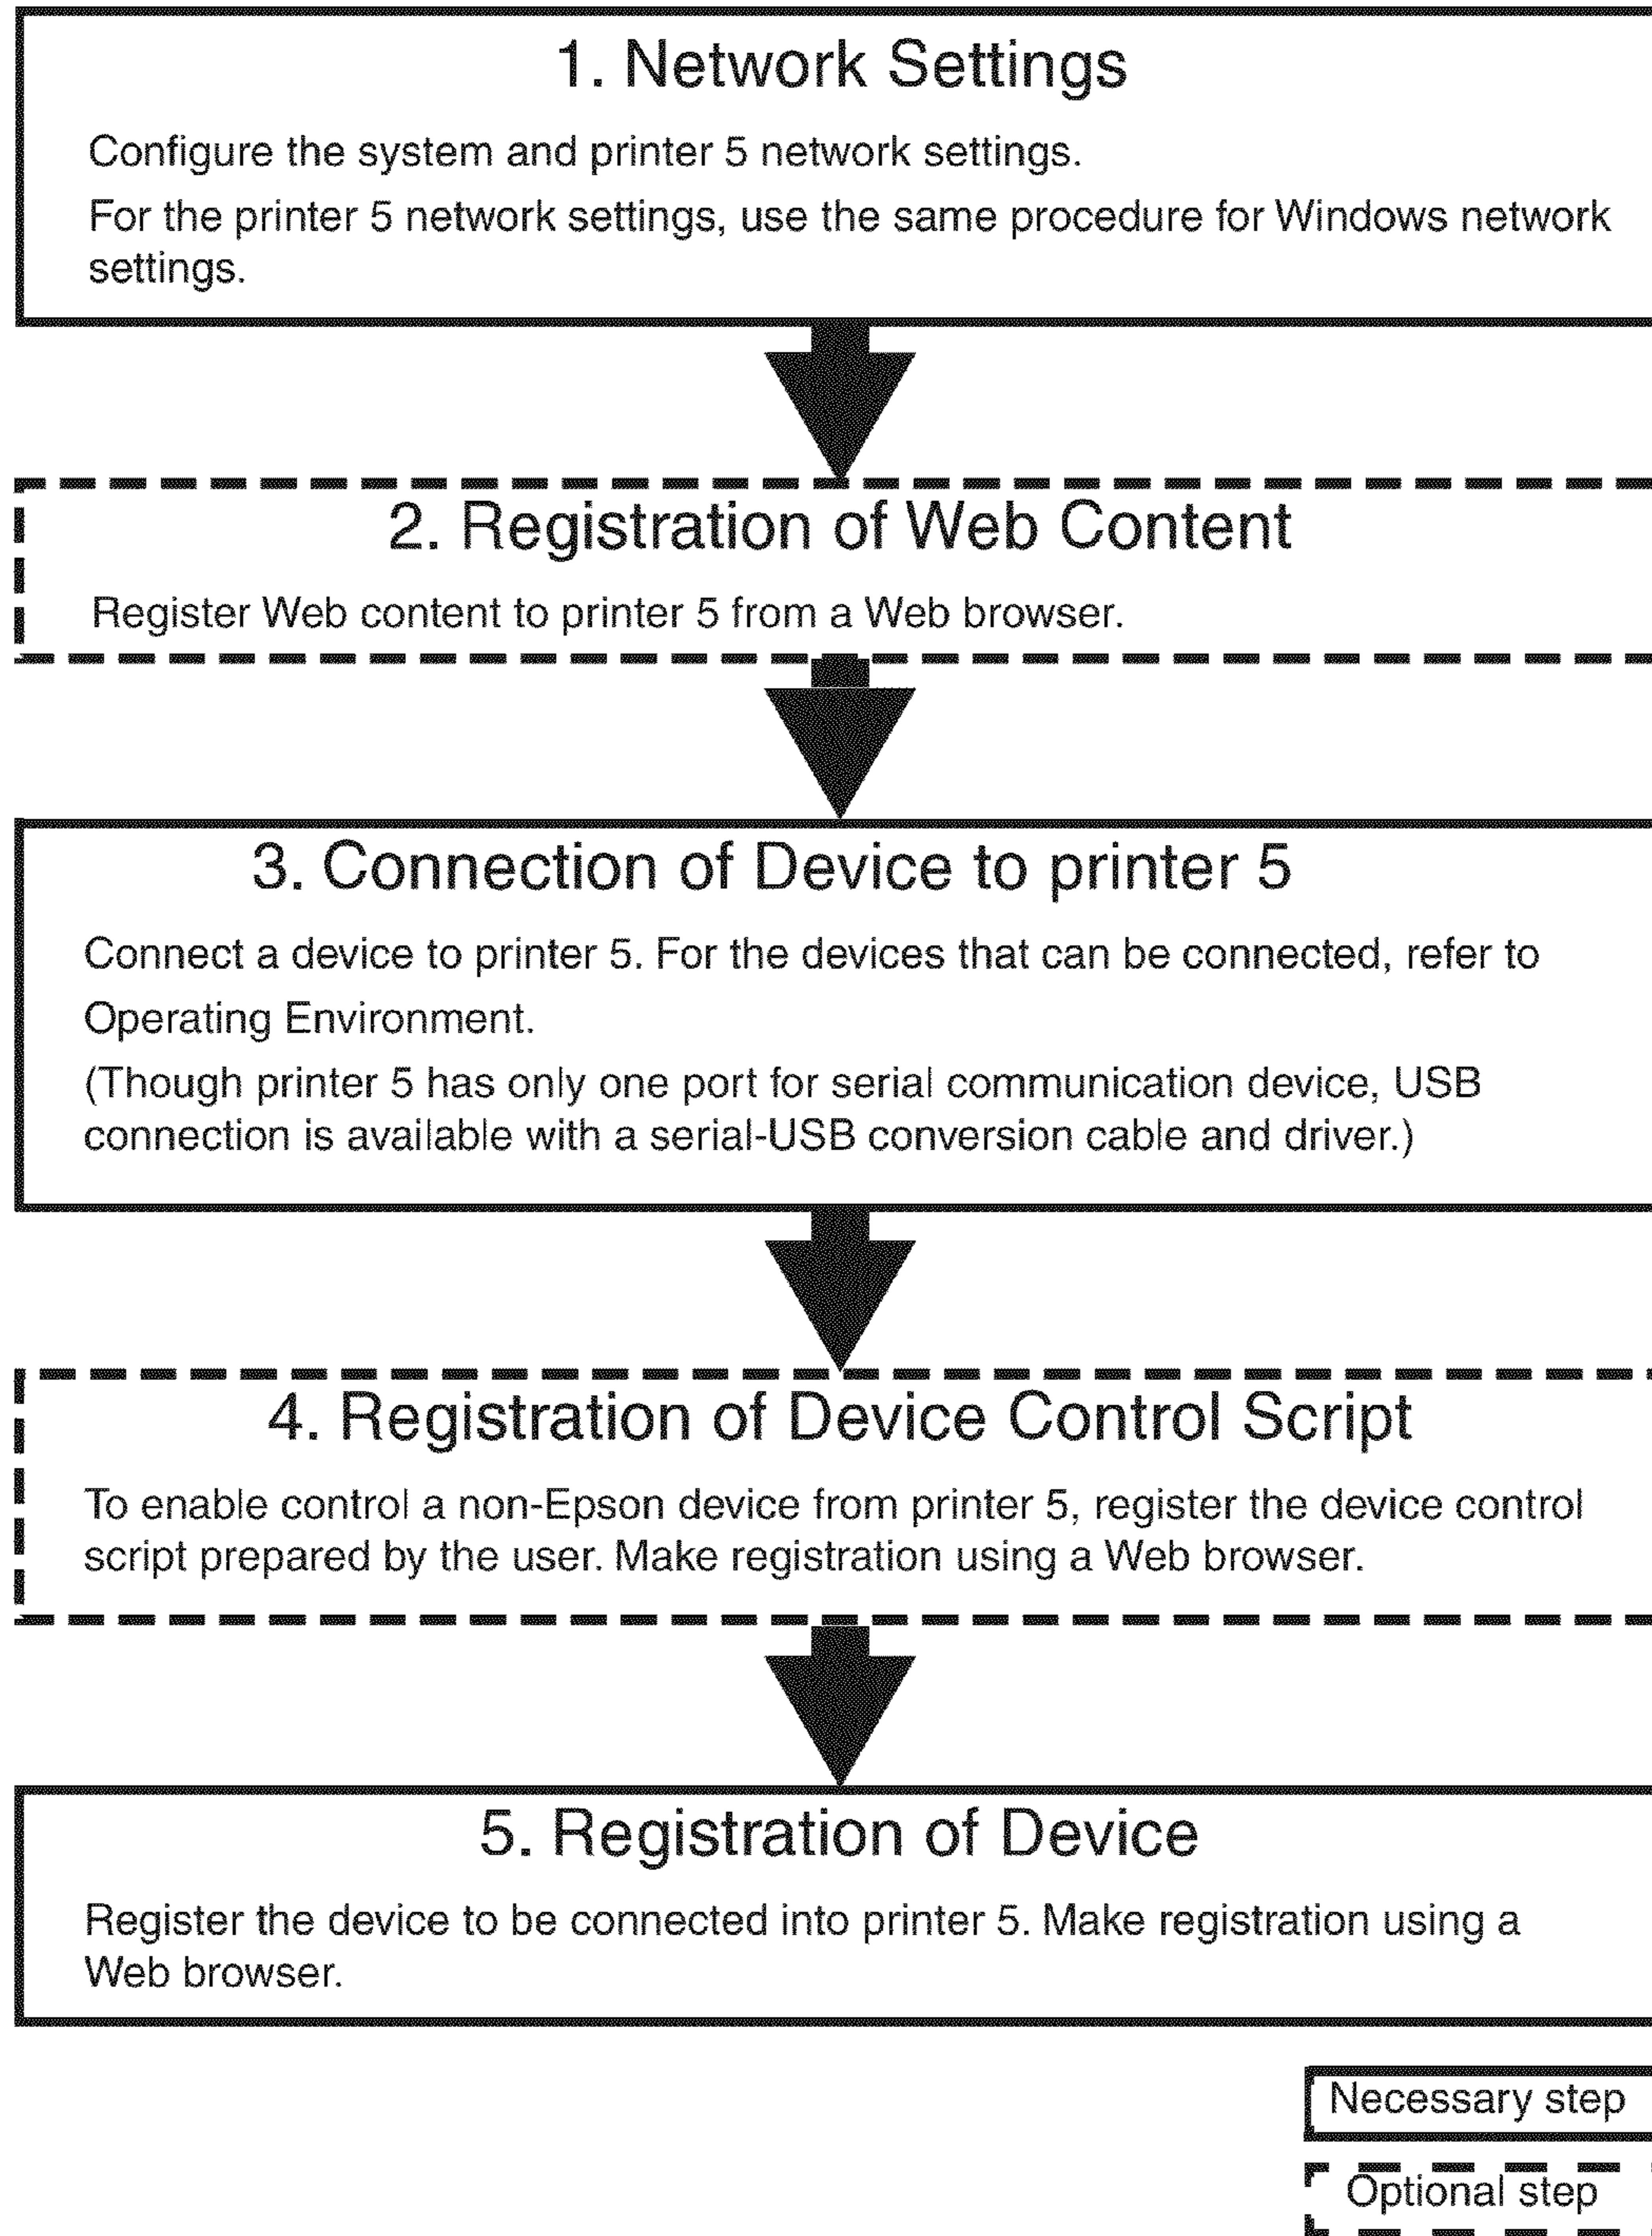 1. Network Settings
Configure the system and printer 5 network settings.
For the printer 5 network settings, use the same procedure for Windows network
settings.
2. Registration of Web Content
Register Web content to printer 5 from a Web browser.
3. Connection of Device to printer 5
Connect a device to printer 5. For the devices that can be connected, refer to
Operating Environment.
(Though printer 5 has only one port for serial communication device, USB
connection is available with a serial-USB conversion cable and driver.)
4. Registration of Device Control Script
To enable control a non-Epson device from printer 5, register the device control
script prepared by the user. Make registration using a Web browser.
5. Registration of Device
Register the device to be connected into printer 5. Make registration using a
Web browser.
Necessary step
Optional step